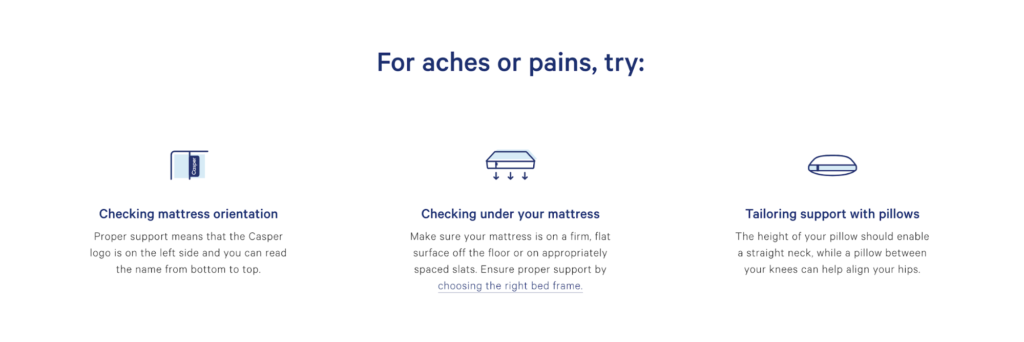 For aches or pains, try:
Casper
Checking mattress orientation
Proper support means that the Casper
logo is on the left side and you can read
the name from bottom to top.
Checking under your mattress
Make sure your mattress is on a firm, flat
surface off the floor or on appropriately
spaced slats. Ensure proper support by
choosing the right bed frame.
Tailoring support with pillows
The height of your pillow should enable
a straight neck, while a pillow between
your knees can help align your hips.